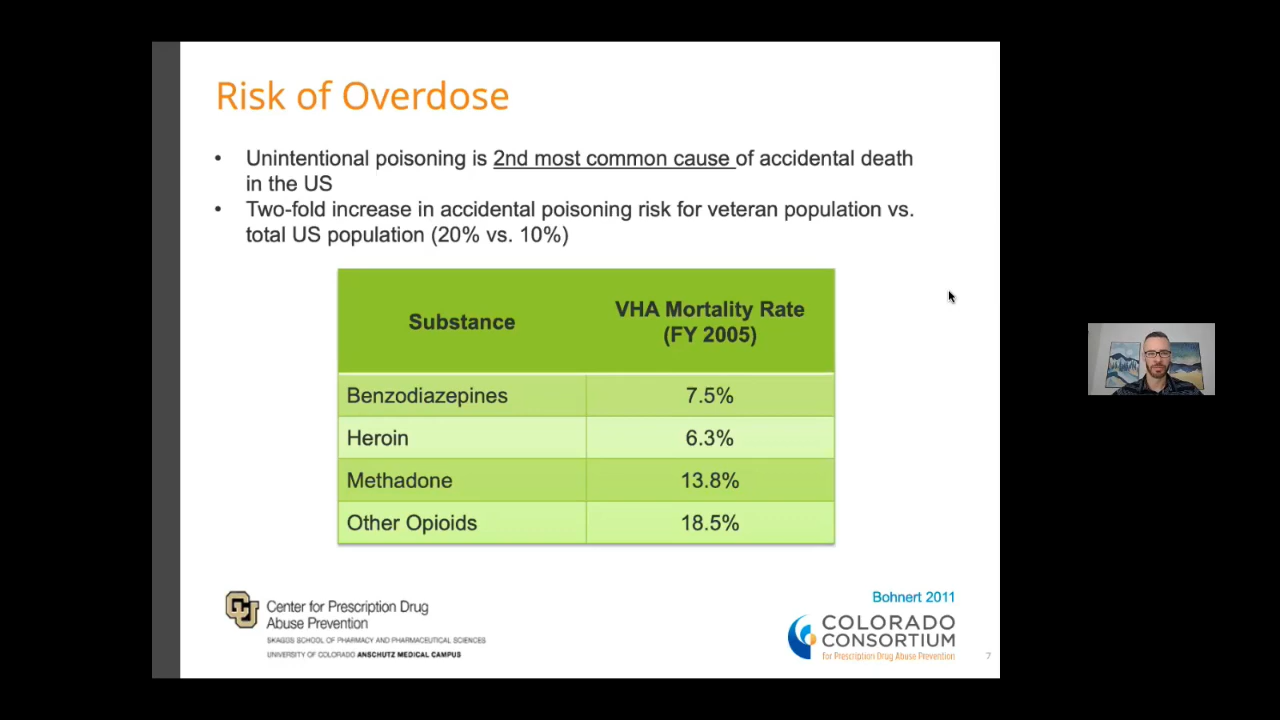 Risk of Overdose
• Unintentional poisoning is 2nd most common cause of accidental death
in the US
• Two-fold increase in accidental poisoning risk for veteran population vs.
total US population (20% vs. 10%)
Substance
VHA Mortality Rate
(FY 2005)
Benzodiazepines 7.5%
Heroin 6.3%
Methadone 13.8%
Other Opioids 18.5%
Center for Prescription Drug
Abuse Prevention
SKAGGS SCHOOL OF PHARMACY AND PHARMACEUTICAL SCIENCES
UNIVERSITY OF COLORADO ANSCHUTZ MEDICAL CAMPUS
Bohnert 2011
COLORADO
CONSORTIUM
for Prescription Drug Abuse Prevention
7